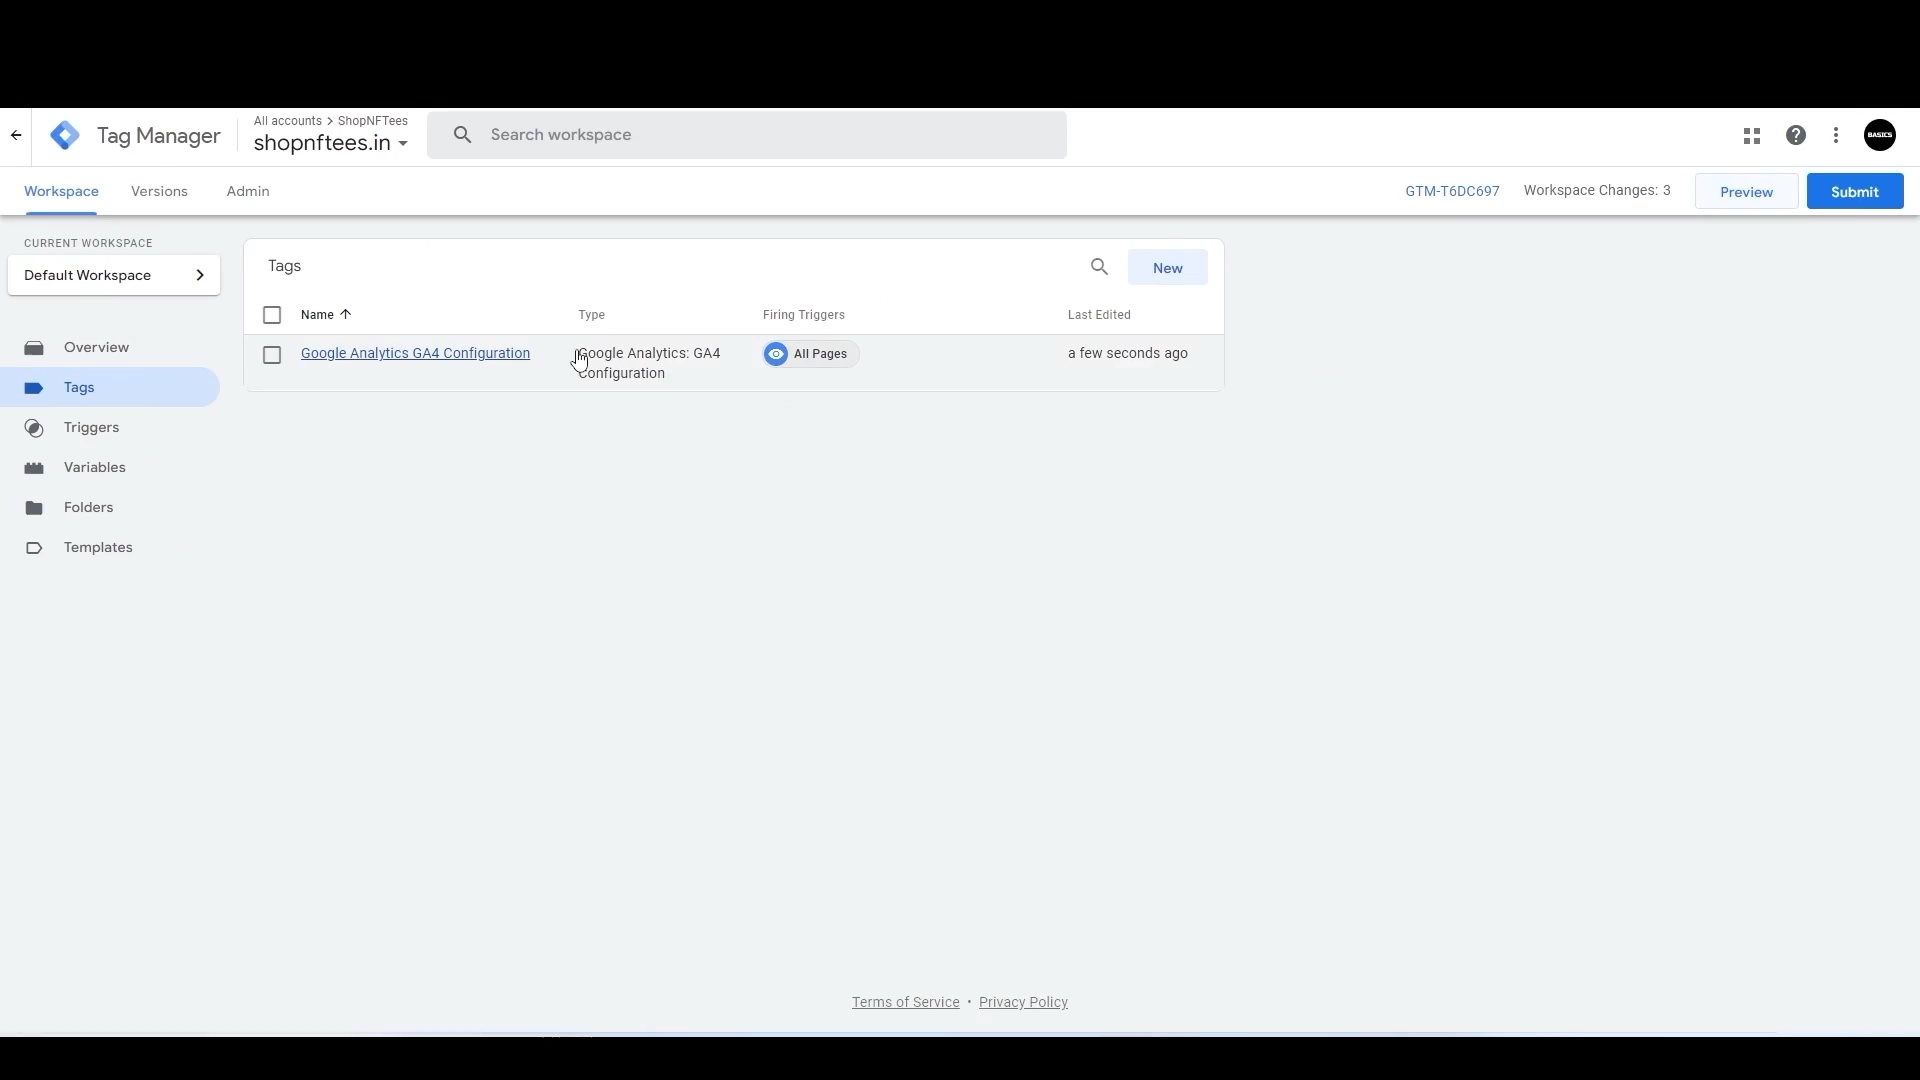 All accounts > ShopNFTees
Tag Manager
shopnftees.in
Search workspace
BASICS
Workspace
Versions
Admin
GTM-T6DC697
Workspace Changes: 3
Preview
Submit
CURRENT WORKSPACE
Default Workspace
Overview
Tags
Triggers
Variables
Folders
Templates
Tags
New
Name Type Firing Triggers Last Edited
Google Analytics GA4 Configuration
Google Analytics: GA4
Configuration
All Pages
a few seconds ago
Terms of Service • Privacy Policy